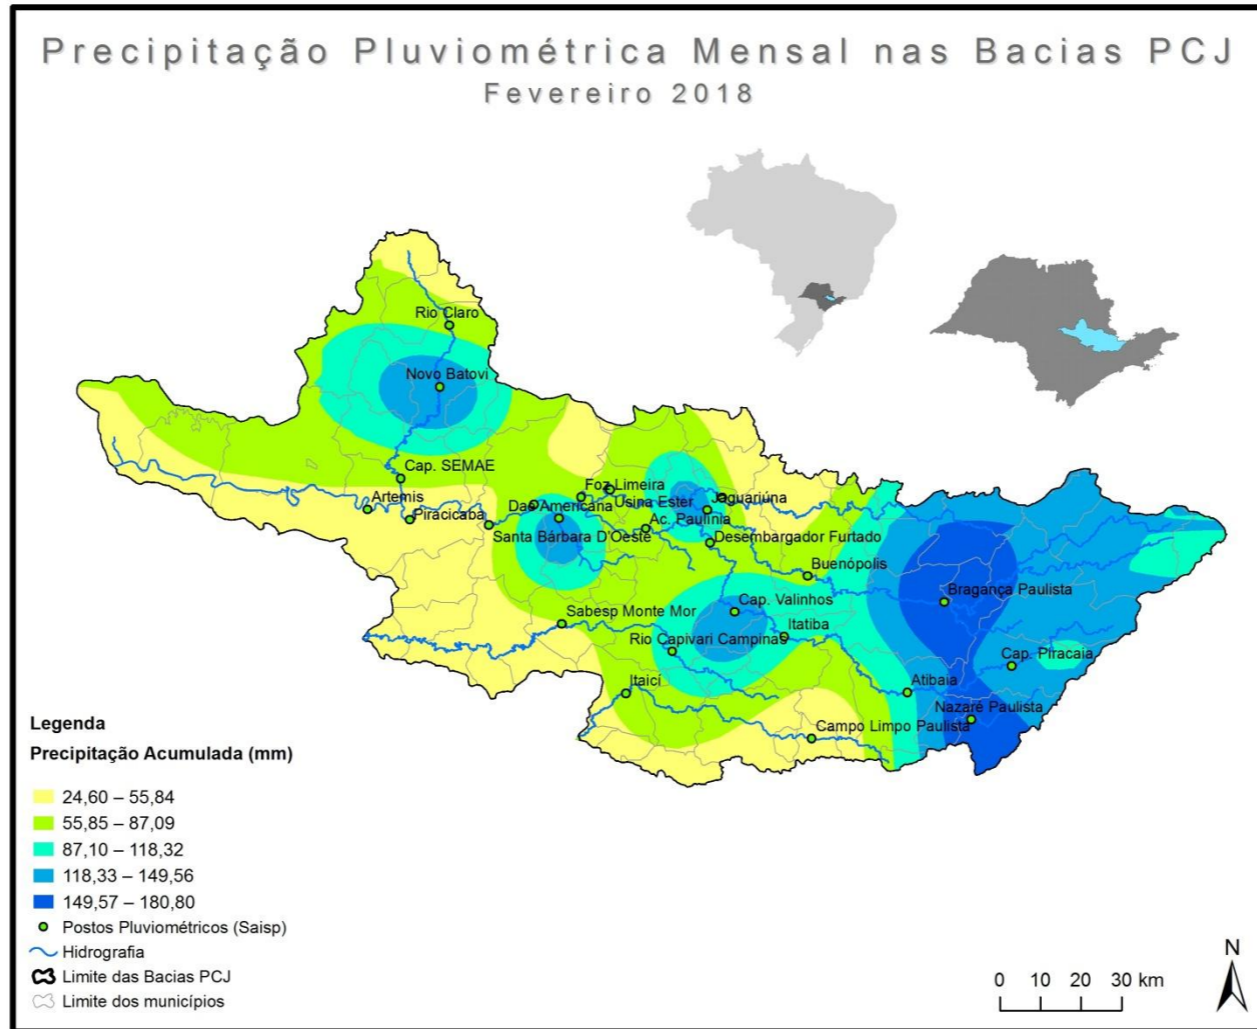 Precipitação Pluviométrica Mensal nas Bacias PCJ
Fevereiro 2018
Rio Claro
Novo Batovi
Cap. SEMAE
Artemis
Piracicaba
Foz Limeira
Dae Americana
Usina Ester
Jaguariúna
Ac. Paulínia
Santa Bárbara D'Oeste
Desembargador Furtado
Buenópolis
Bragança Paulista
Cap. Valinhos
Sabesp Monte Mor
Itatiba
Rio Capivari Campinas
Cap. Piracaia
Itaicí
Atibaia
Nazaré Paulista
Campo Limpo Paulista
Legenda
Precipitação Acumulada (mm)
24,60 – 55,84
55,85 – 87,09
87,10 – 118,32
118,33 – 149,56
149,57 – 180,80
Postos Pluviométricos (Saisp)
Hidrografia
Limite das Bacias PCJ
Limite dos municípios
0 10 20 30 km
N